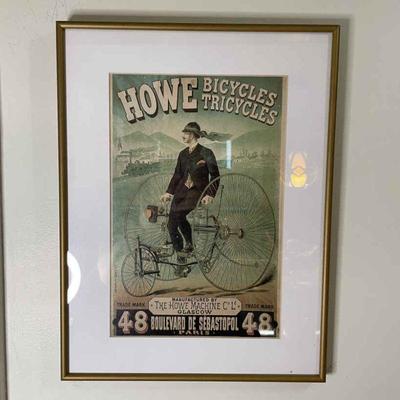 HOWE BICYCLES
TRICYCLES
MANUFACTURED BY
TRADE MARK THE HOWE MACHINE Co Ld TRADE MARK
GLASGOW
48 BOULEVARD DE SÉBASTOPOL 48
PARIS